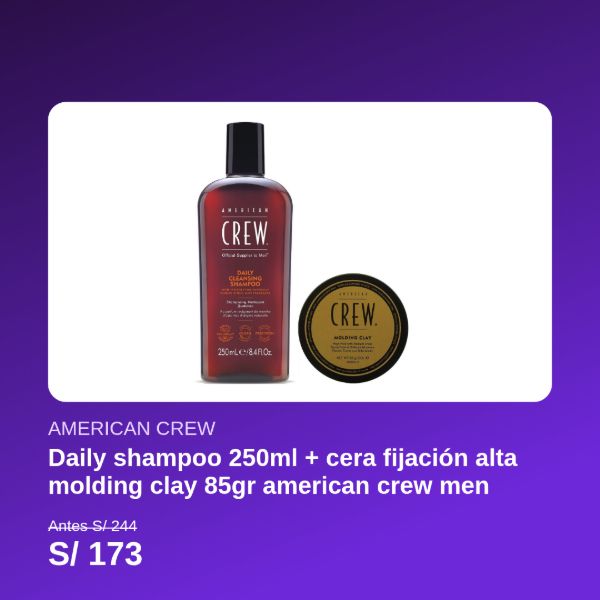 AMERICAN
CREW
Official Supplier to Men
DAILY
CLEANSING
SHAMPOO
250mL℮/8.4Fl.Oz.
AMERICAN
CREW
MOLDING CLAY
AMERICAN CREW
Daily shampoo 250ml + cera fijación alta
molding clay 85gr american crew men
Antes S/ 244
S/ 173